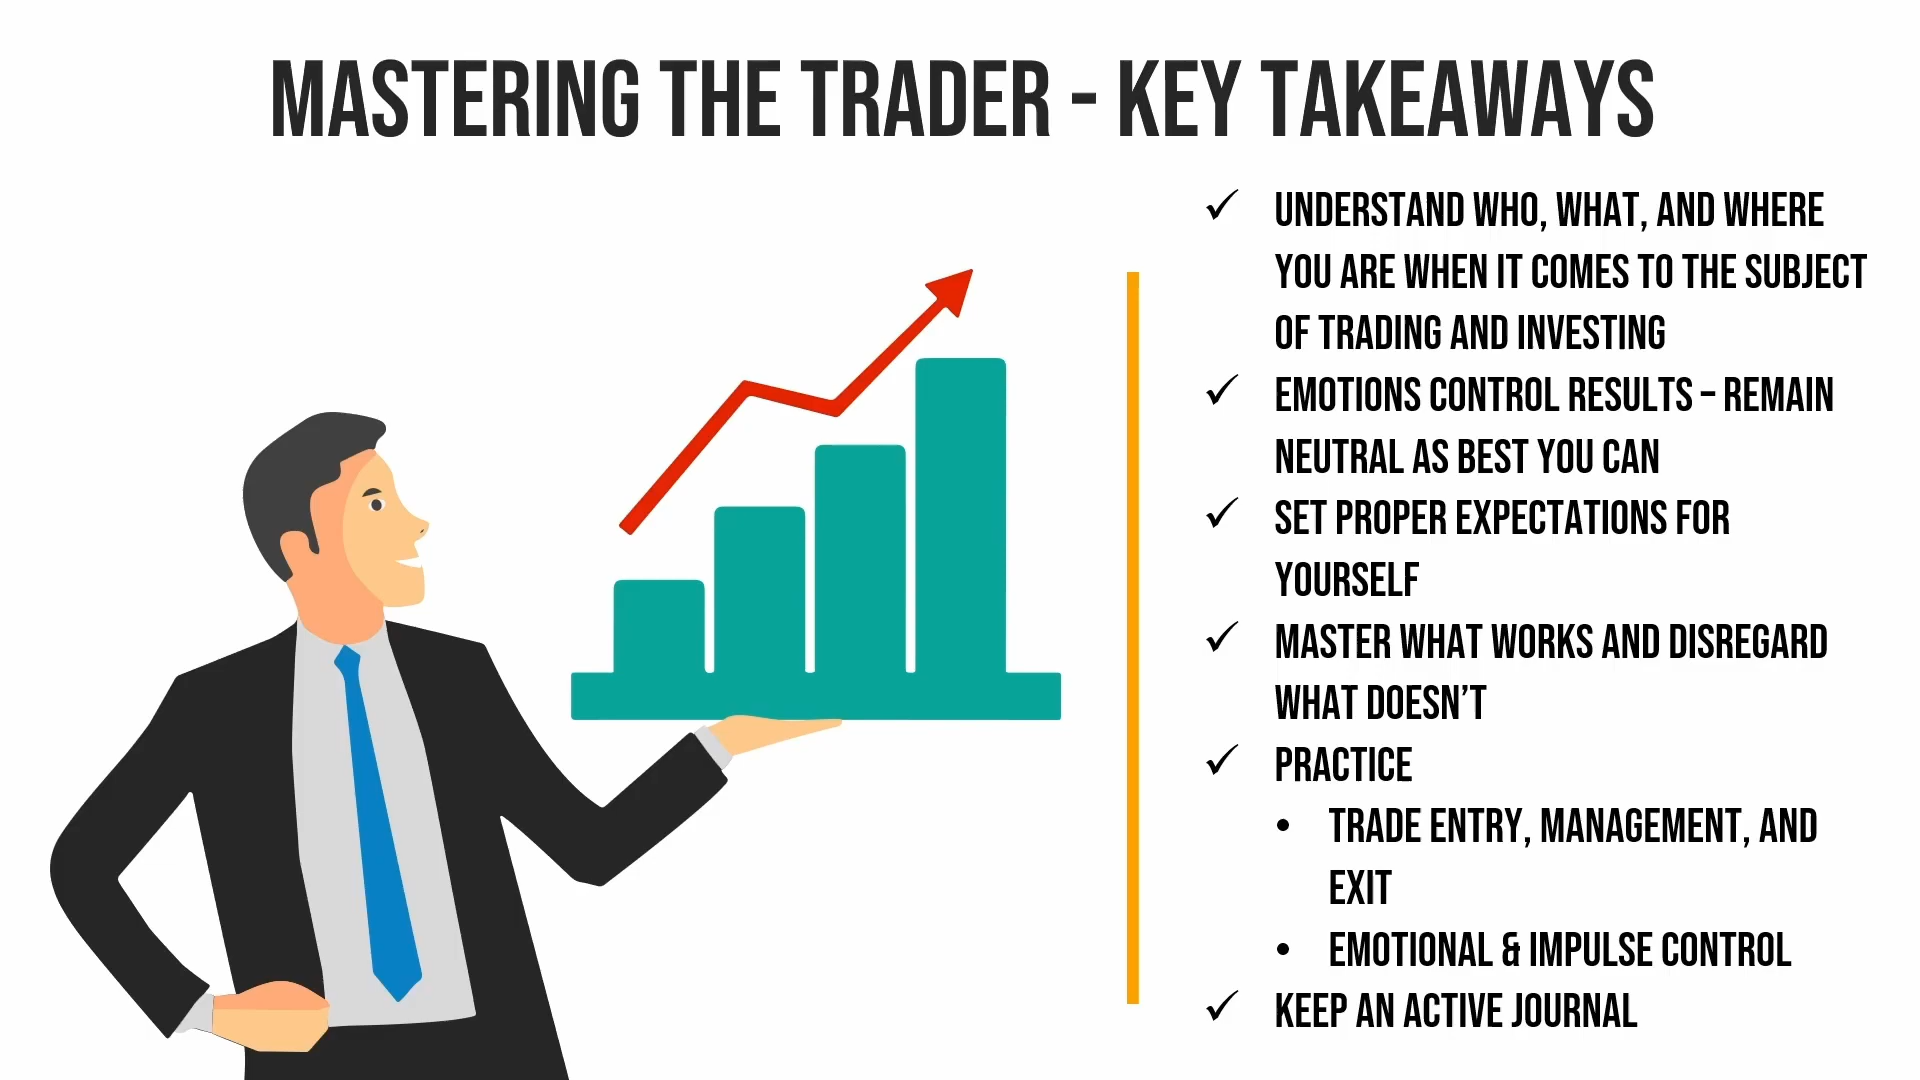 MASTERING THE TRADER - KEY TAKEAWAYS
✓ UNDERSTAND WHO, WHAT, AND WHERE
YOU ARE WHEN IT COMES TO THE SUBJECT
OF TRADING AND INVESTING
✓ EMOTIONS CONTROL RESULTS – REMAIN
NEUTRAL AS BEST YOU CAN
✓ SET PROPER EXPECTATIONS FOR
YOURSELF
✓ MASTER WHAT WORKS AND DISREGARD
WHAT DOESN’T
✓ PRACTICE
• TRADE ENTRY, MANAGEMENT, AND
EXIT
• EMOTIONAL & IMPULSE CONTROL
✓ KEEP AN ACTIVE JOURNAL